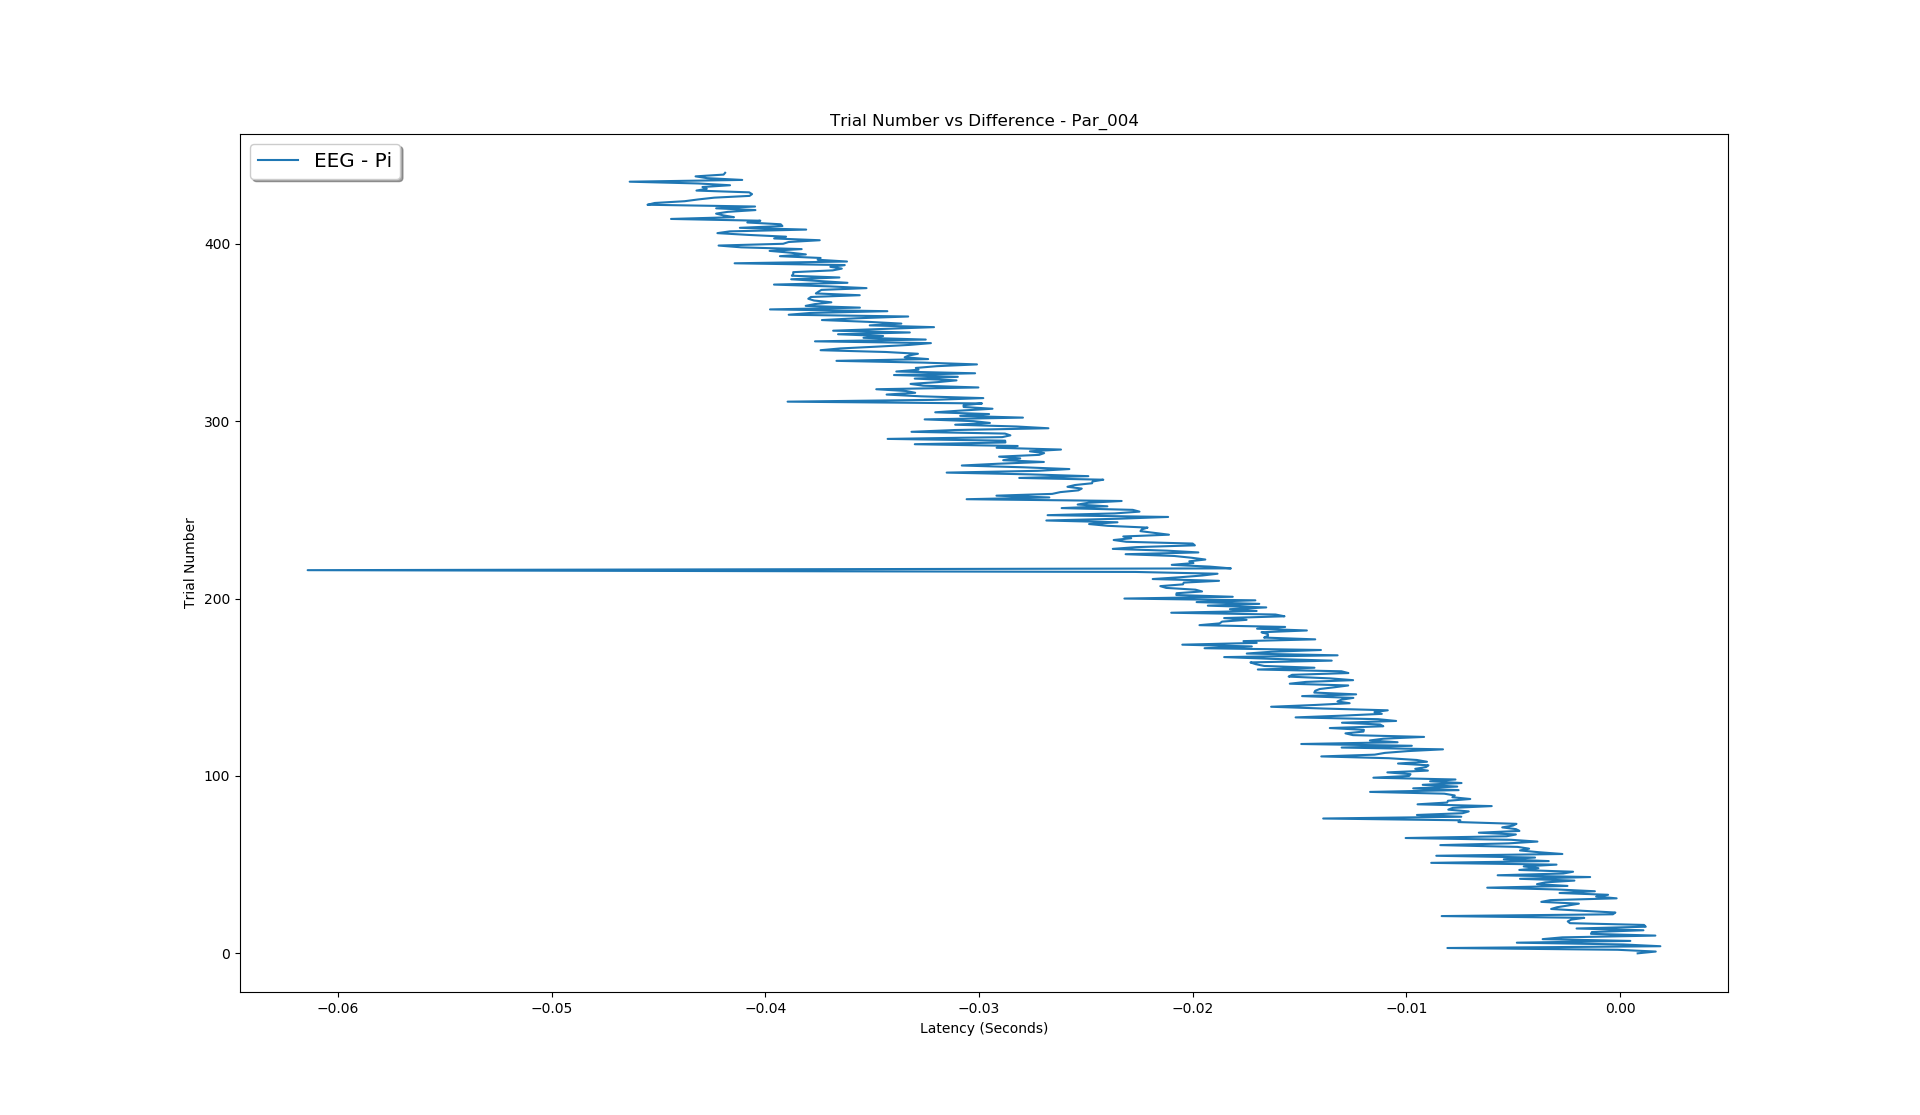 Trial Number vs Difference - Par_004
EEG - Pi
400
300
200
100
0
Trial Number
−0.06 −0.05 −0.04 −0.03 −0.02 −0.01 0.00
Latency (Seconds)